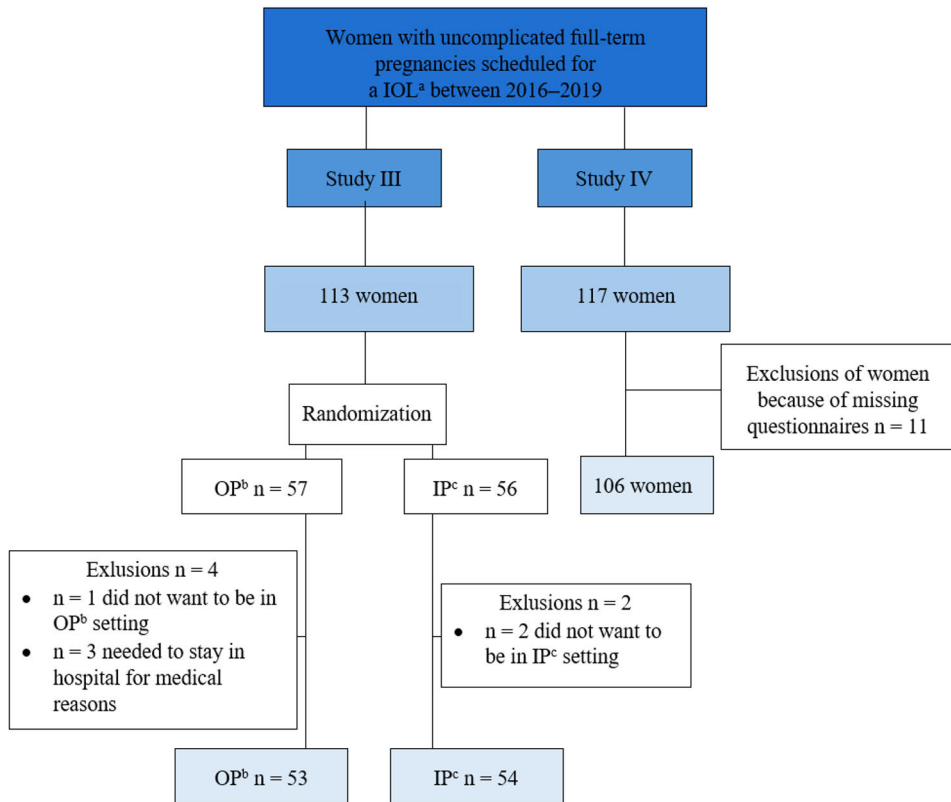 Women with uncomplicated full-term
pregnancies scheduled for
a IOLᵃ between 2016–2019
Study III
Study IV
113 women
117 women
Exclusions of women
because of missing
questionnaires n = 11
Randomization
OPᵇ n = 57
IPᶜ n = 56
106 women
Exlusions n = 4
• n = 1 did not want to be in
OPᵇ setting
• n = 3 needed to stay in
hospital for medical
reasons
Exlusions n = 2
• n = 2 did not want to
be in IPᶜ setting
OPᵇ n = 53
IPᶜ n = 54